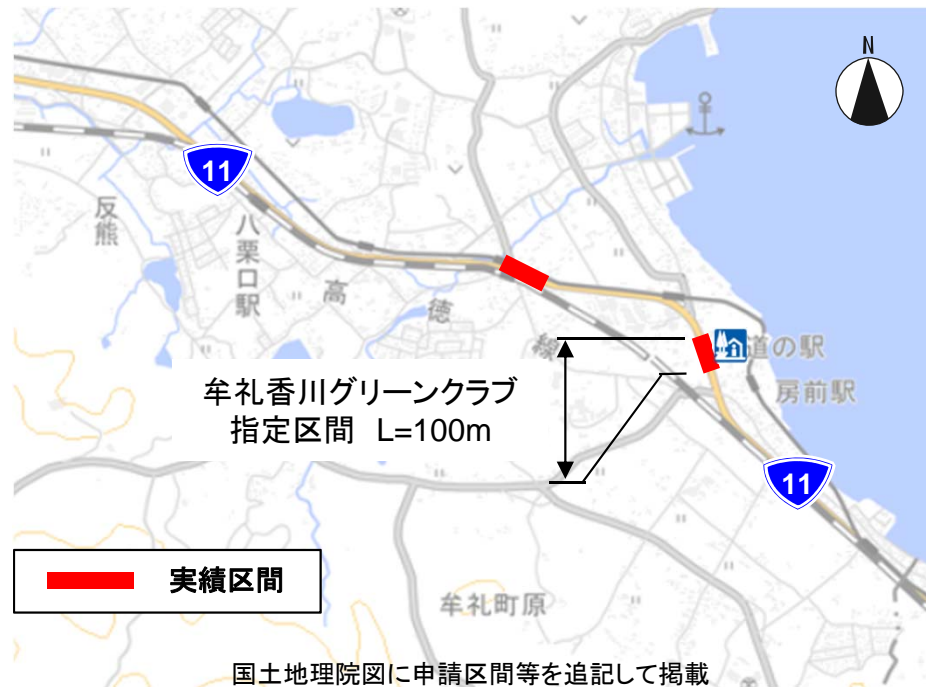 N
11
反熊
八栗口駅
高徳線
道の駅
房前駅
牟礼香川グリーンクラブ
指定区間 L=100m
11
実績区間
牟礼町原
国土地理院図に申請区間等を追記して掲載